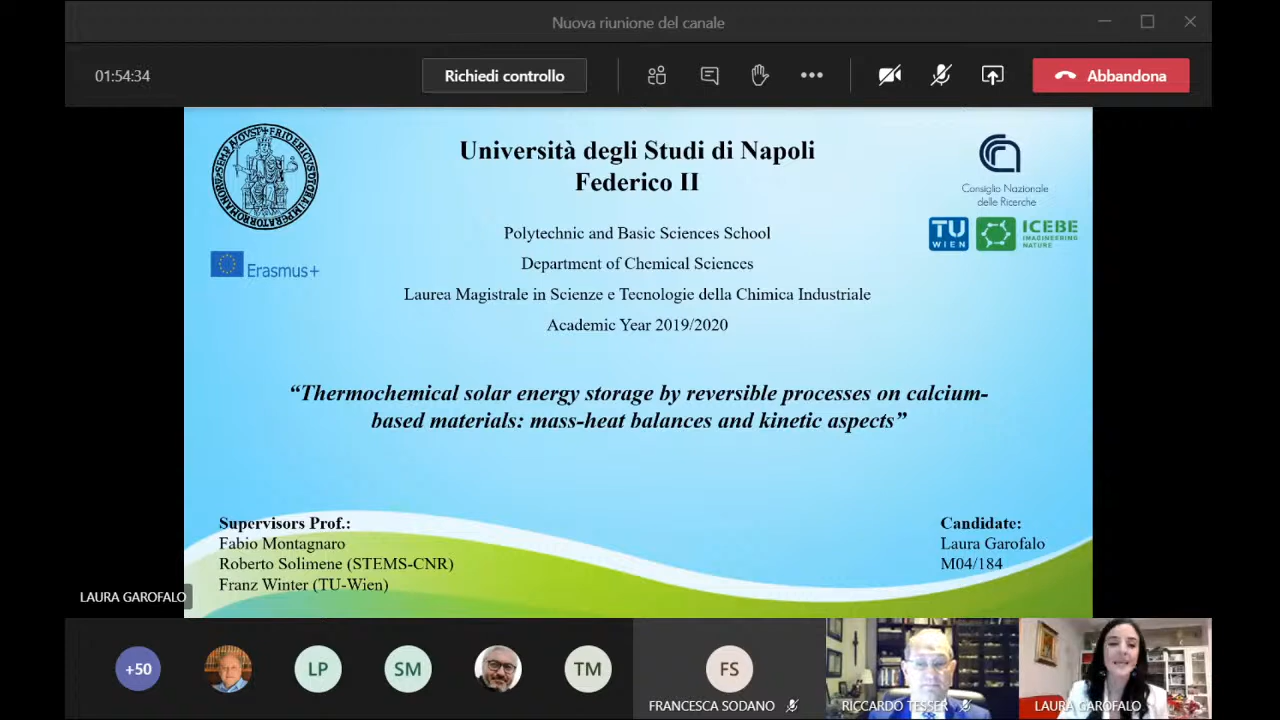 Nuova riunione del canale
01:54:34
Richiedi controllo
Abbandona
Università degli Studi di Napoli
Federico II
Consiglio Nazionale
delle Ricerche
TU
WIEN
ICEBE
IMAGINEERING
NATURE
Erasmus+
Polytechnic and Basic Sciences School
Department of Chemical Sciences
Laurea Magistrale in Scienze e Tecnologie della Chimica Industriale
Academic Year 2019/2020
“Thermochemical solar energy storage by reversible processes on calcium-
based materials: mass-heat balances and kinetic aspects”
Supervisors Prof.:
Fabio Montagnaro
Roberto Solimene (STEMS-CNR)
Franz Winter (TU-Wien)
Candidate:
Laura Garofalo
M04/184
LAURA GAROFALO
+50
LP
SM
TM
FS
FRANCESCA SODANO
RICCARDO TESSER
LAURA GAROFALO